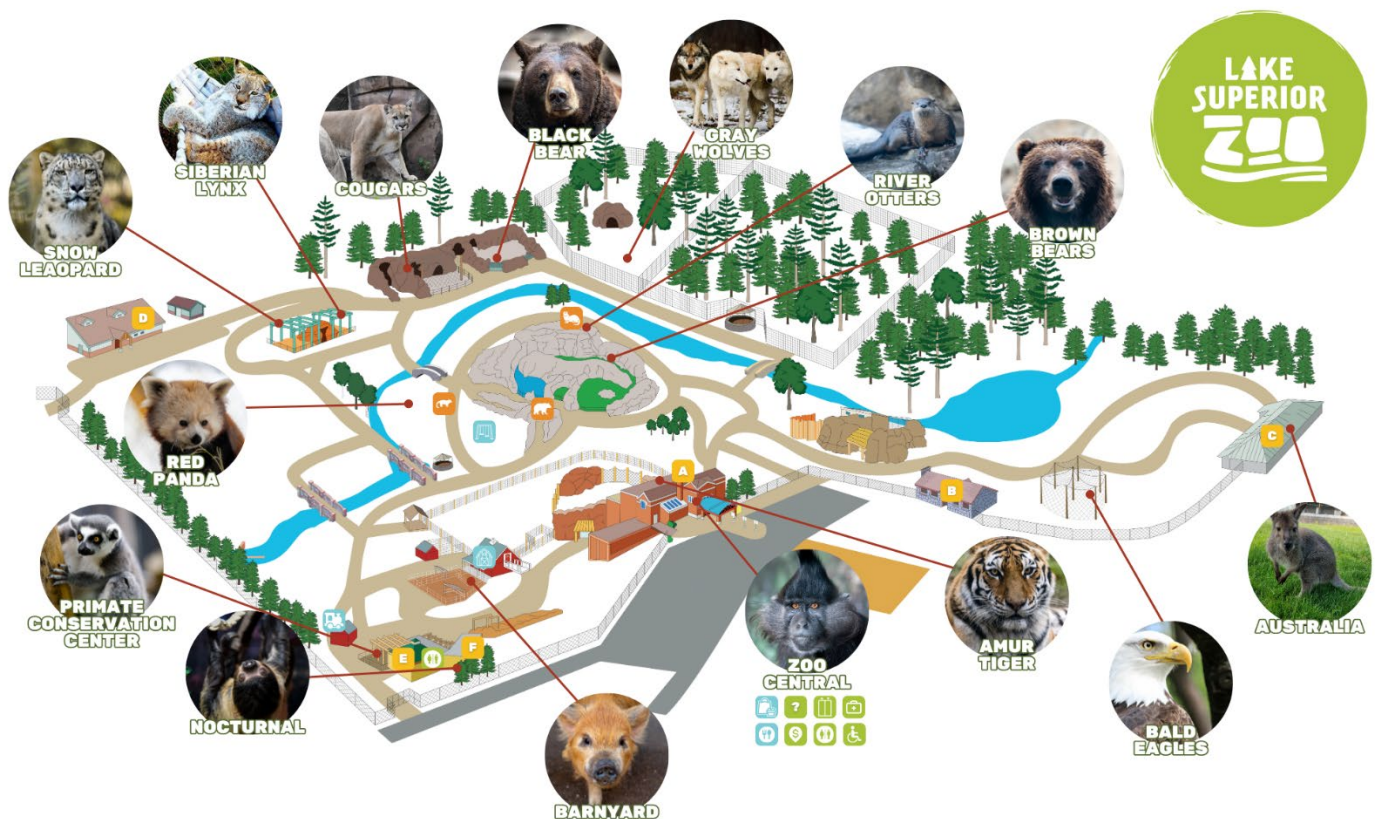 LAKE
SUPERIOR
ZOO
BLACK
BEAR
GRAY
WOLVES
SIBERIAN
LYNX
COUGARS
RIVER
OTTERS
BROWN
BEARS
SNOW
LEAOPARD
D
RED
PANDA
A
C
B
PRIMATE
CONSERVATION
CENTER
E
F
NOCTURNAL
BARNYARD
ZOO
CENTRAL
?
$
AMUR
TIGER
BALD
EAGLES
AUSTRALIA